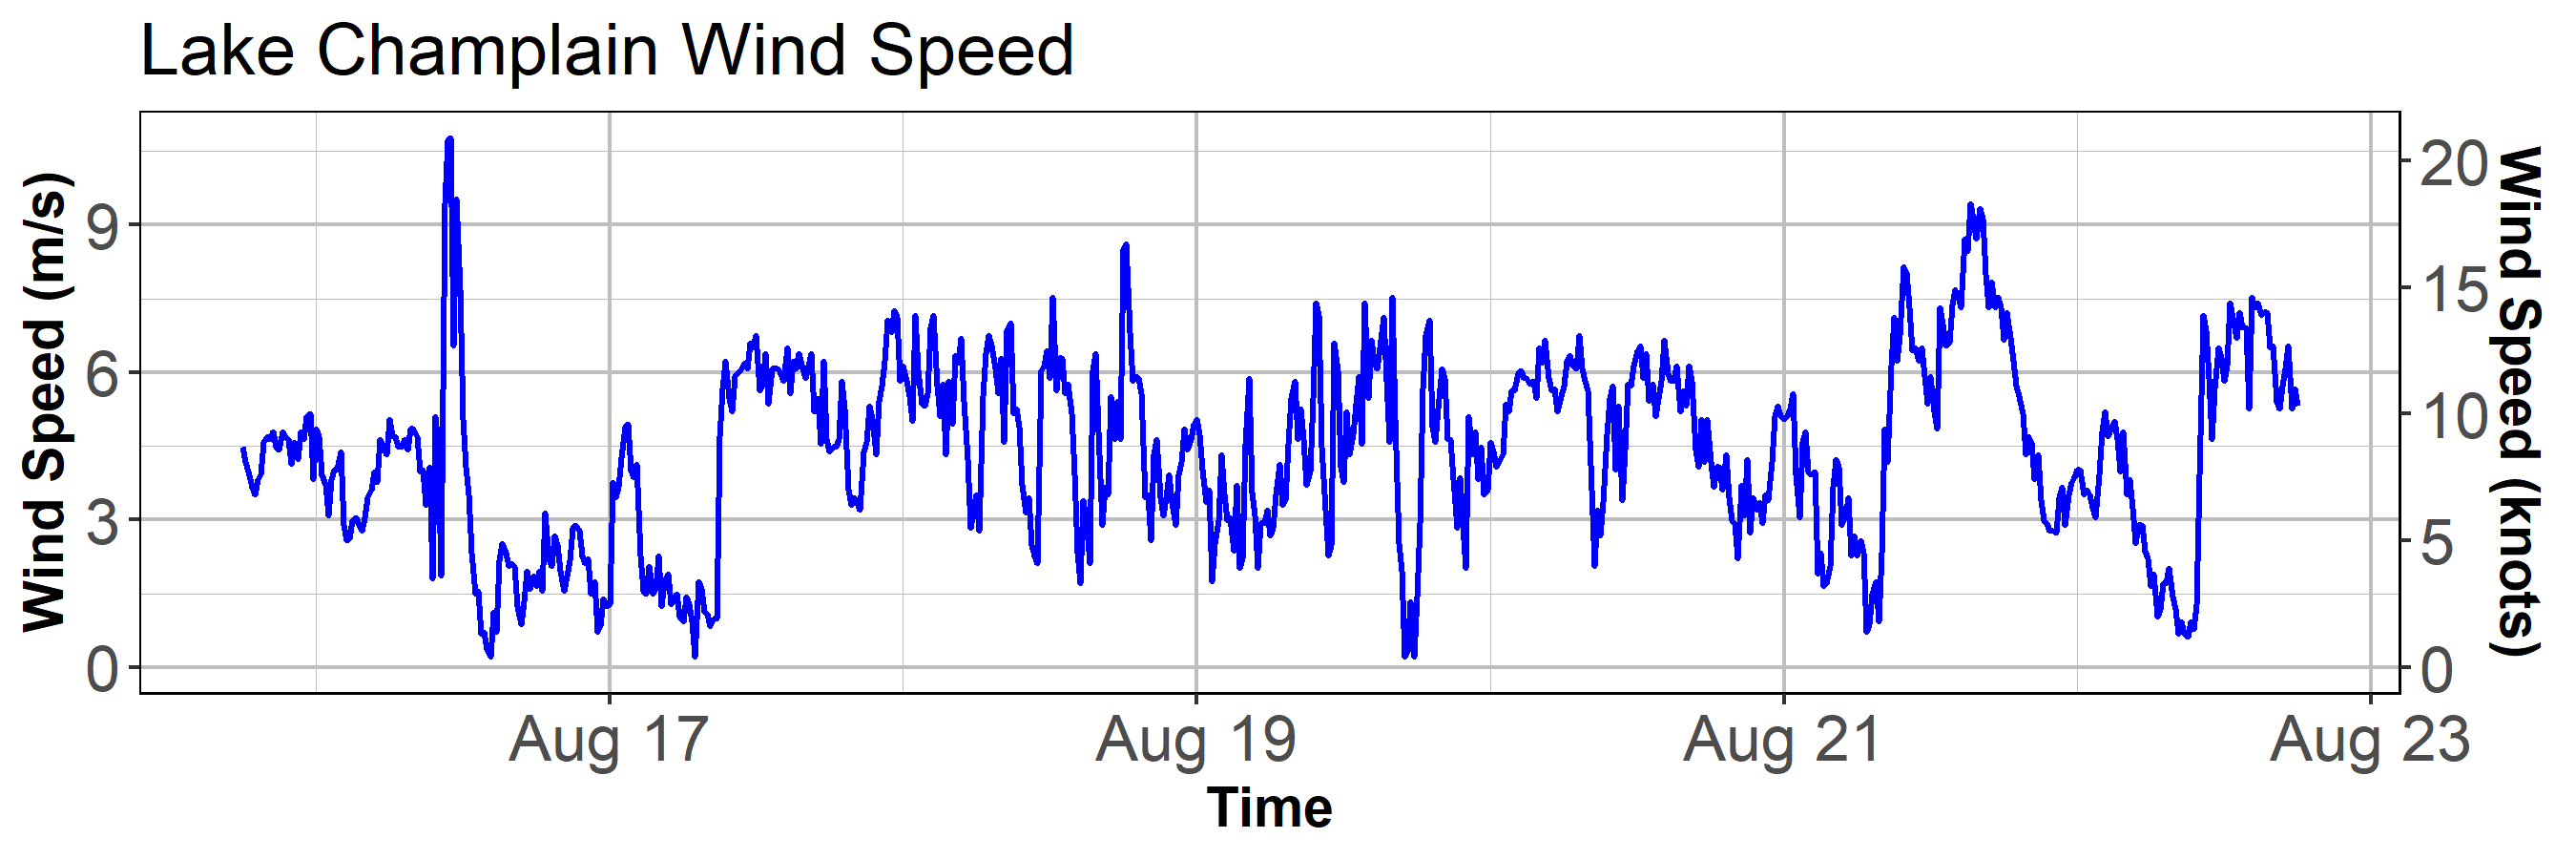 Lake Champlain Wind Speed
Wind Speed (m/s)
9
6
3
0
20
15
10
5
0
Wind Speed (knots)
Aug 17
Aug 19
Aug 21
Aug 23
Time